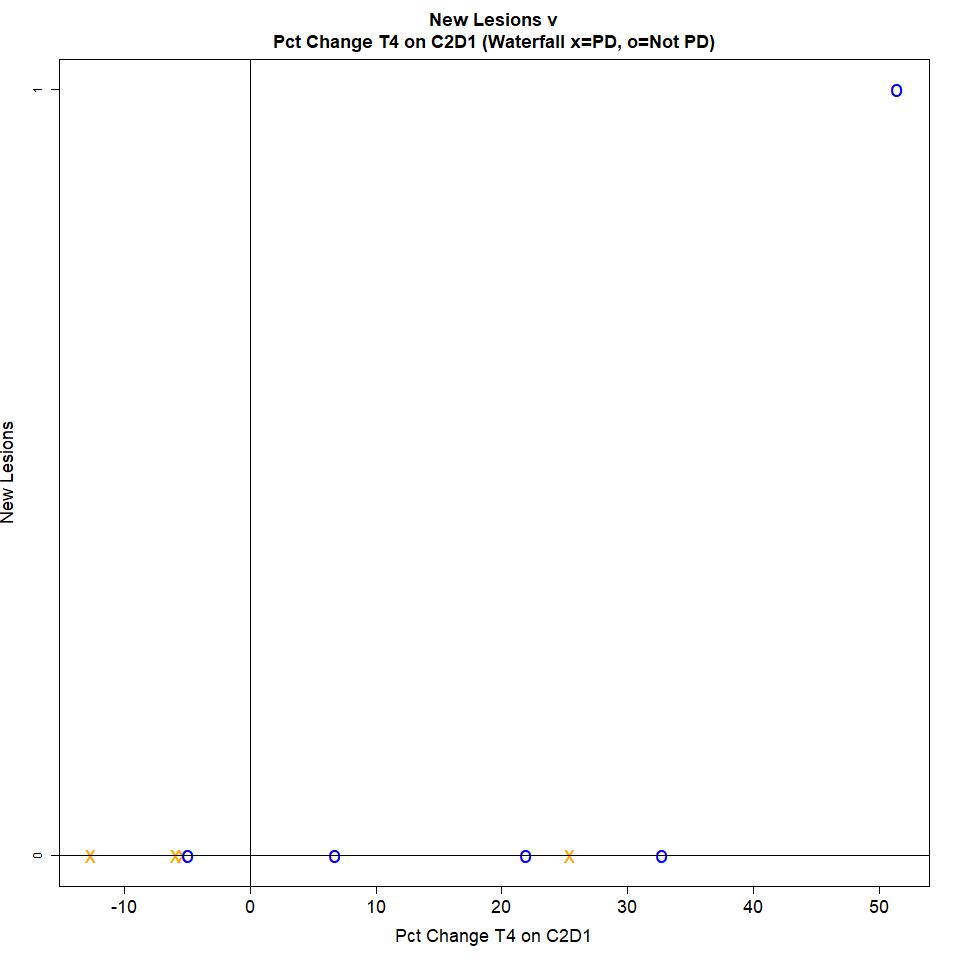 New Lesions v
Pct Change T4 on C2D1 (Waterfall x=PD, o=Not PD)
1
o
New Lesions
0
x x o o o x o
-10 0 10 20 30 40 50
Pct Change T4 on C2D1